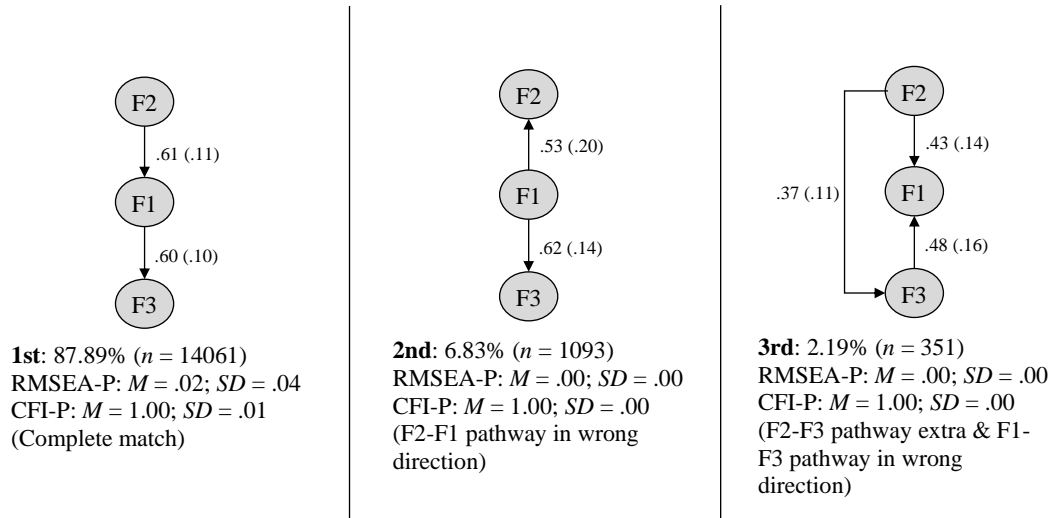 F2
.61 (.11)
F1
.60 (.10)
F3
1st: 87.89% (n = 14061)
RMSEA-P: M = .02; SD = .04
CFI-P: M = 1.00; SD = .01
(Complete match)
F2
.53 (.20)
F1
.62 (.14)
F3
2nd: 6.83% (n = 1093)
RMSEA-P: M = .00; SD = .00
CFI-P: M = 1.00; SD = .00
(F2-F1 pathway in wrong
direction)
F2
.43 (.14)
.37 (.11)
F1
.48 (.16)
F3
3rd: 2.19% (n = 351)
RMSEA-P: M = .00; SD = .00
CFI-P: M = 1.00; SD = .00
(F2-F3 pathway extra & F1-
F3 pathway in wrong
direction)